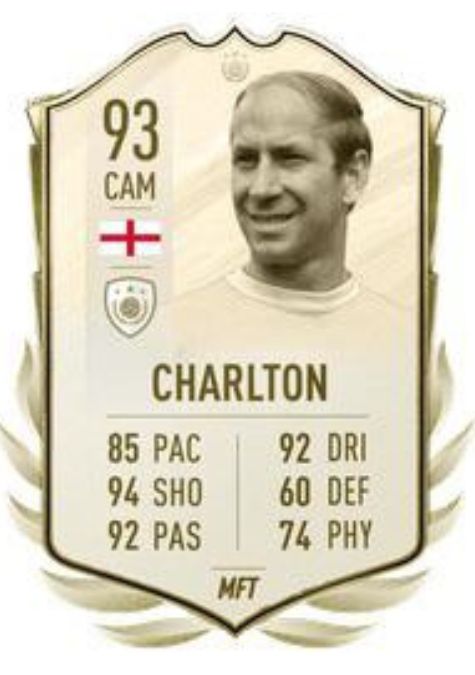 93
CAM
CHARLTON
85 PAC
94 SHO
92 PAS
92 DRI
60 DEF
74 PHY
MFT